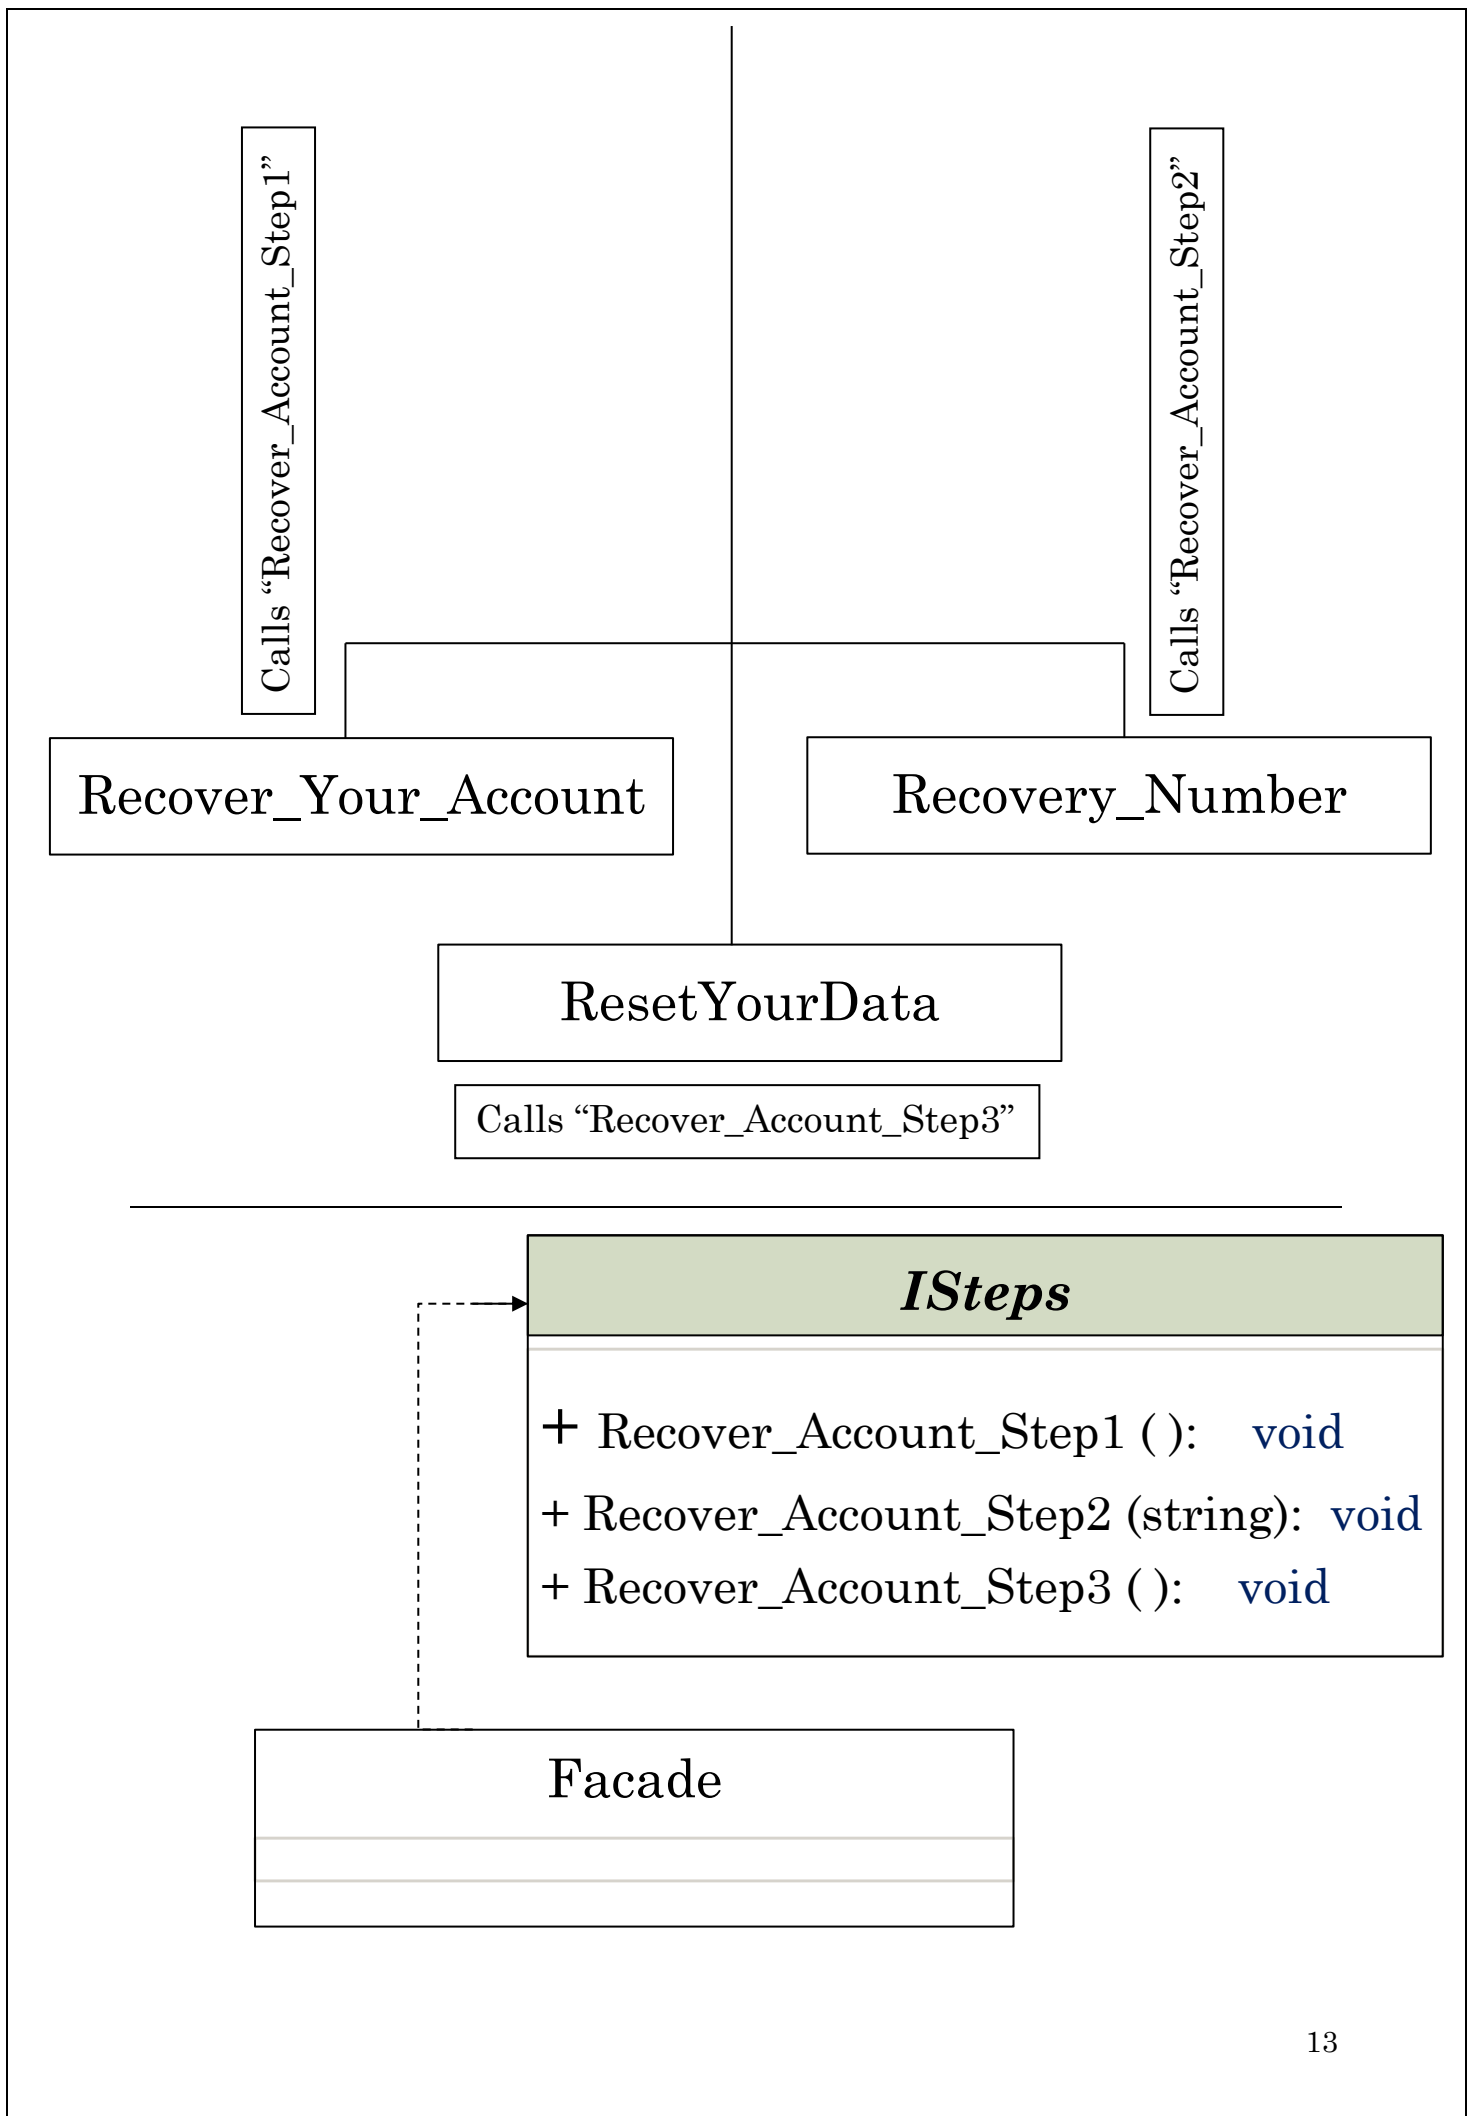 Calls “Recover_Account_Step1”
Calls “Recover_Account_Step2”
Recover_Your_Account
Recovery_Number
ResetYourData
Calls “Recover_Account_Step3”
ISteps
+ Recover_Account_Step1 ( ): void
+ Recover_Account_Step2 (string): void
+ Recover_Account_Step3 ( ): void
Facade
13